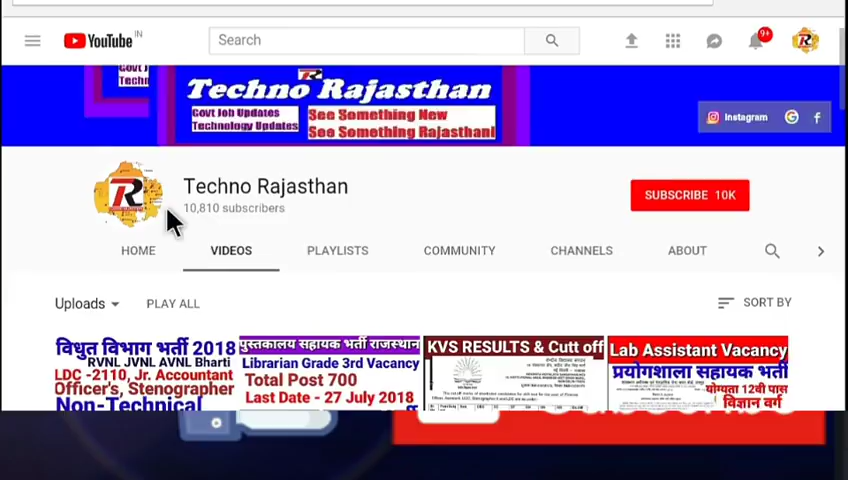 YouTube IN
Search
9+
Techno Rajasthan
Govt Job Updates
Technology Updates
See Something New
See Something Rajasthani
Instagram
Techno Rajasthan
10,810 subscribers
SUBSCRIBE 10K
HOME
VIDEOS
PLAYLISTS
COMMUNITY
CHANNELS
ABOUT
Uploads
PLAY ALL
SORT BY
विधुत विभाग भर्ती 2018
RVNL JVNL AVNL Bharti
LDC -2110, Jr. Accountant
Officer's, Stenographer
Non-Technical
पुस्तकालय सहायक भर्ती राजस्थान
Librarian Grade 3rd Vacancy
Total Post 700
Last Date - 27 July 2018
KVS RESULTS & Cutt off
Lab Assistant Vacancy
प्रयोगशाला सहायक भर्ती
योग्यता 12वी पास
विज्ञान वर्ग